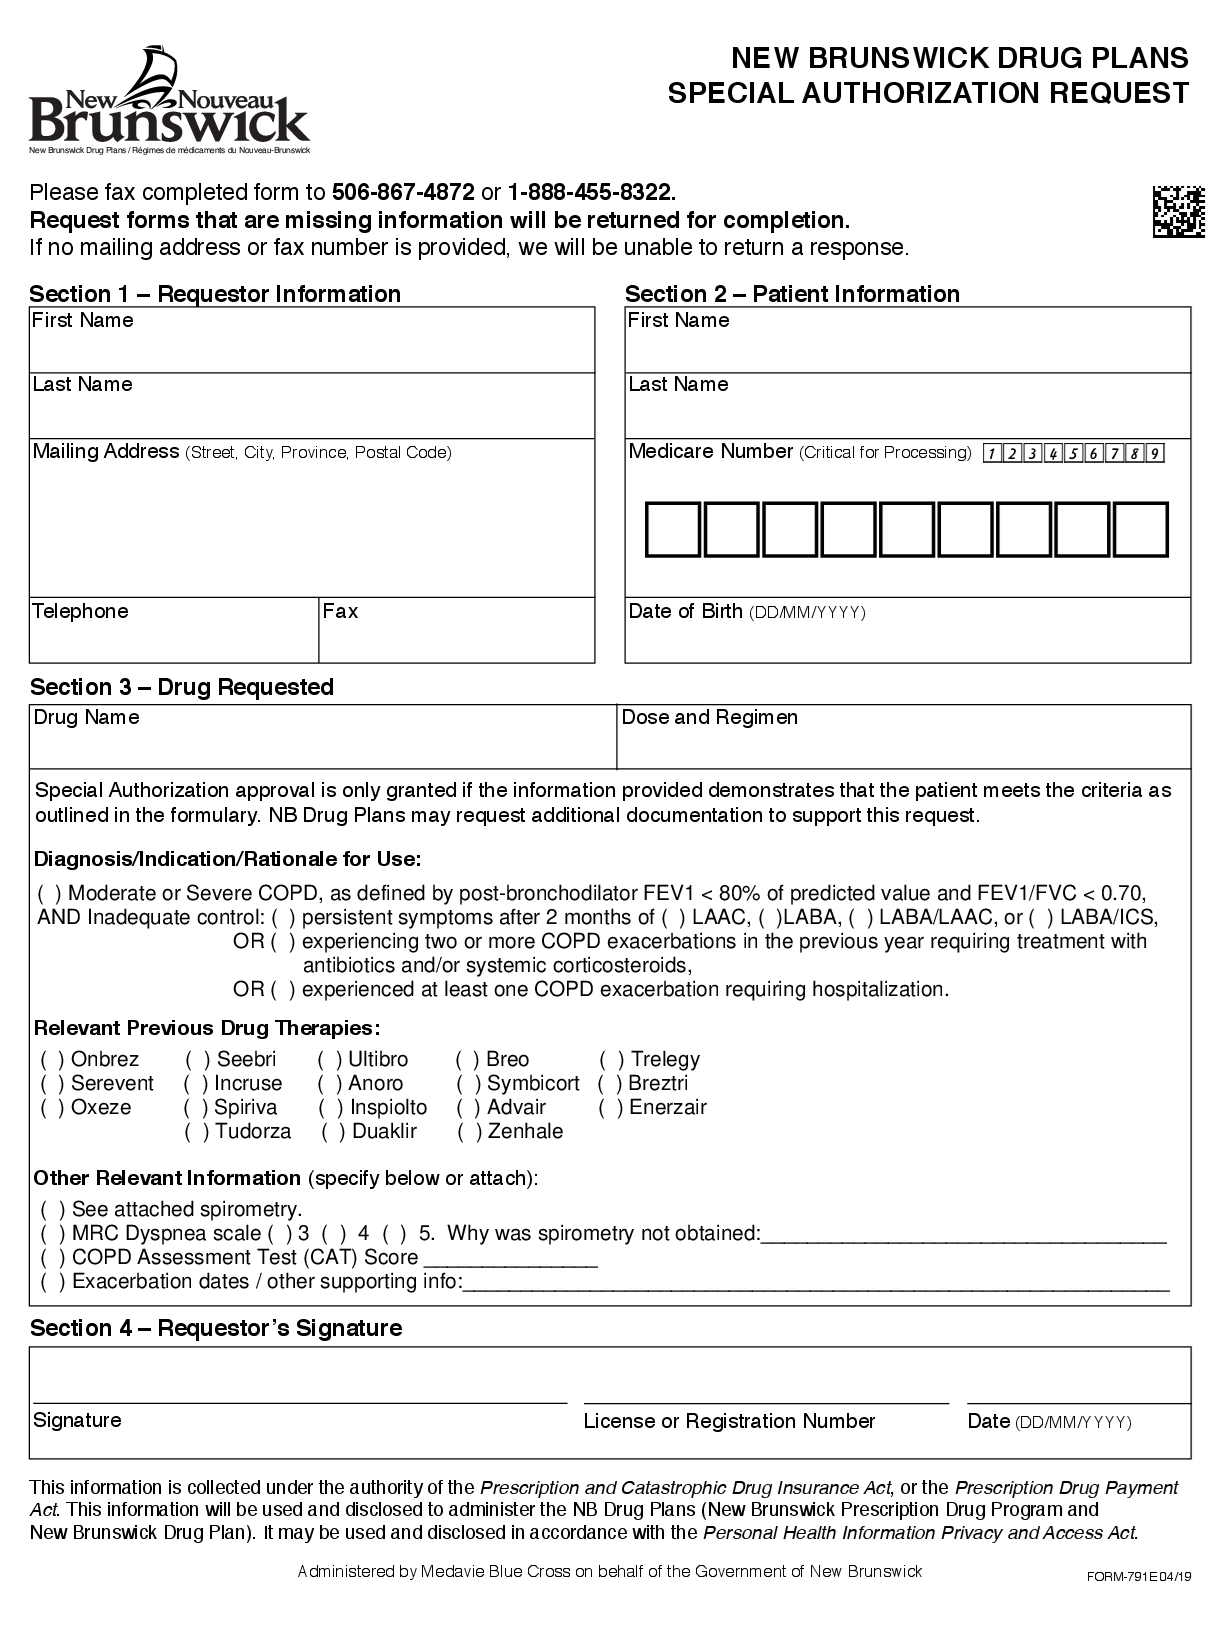 New Nouveau
Brunswick
New Brunswick Drug Plans / Régimes de médicaments du Nouveau-Brunswick
NEW BRUNSWICK DRUG PLANS
SPECIAL AUTHORIZATION REQUEST
Please fax completed form to 506-867-4872 or 1-888-455-8322.
Request forms that are missing information will be returned for completion.
If no mailing address or fax number is provided, we will be unable to return a response.
Section 1 – Requestor Information
First Name
Last Name
Mailing Address (Street, City, Province, Postal Code)
Telephone
Fax
Section 2 – Patient Information
First Name
Last Name
Medicare Number (Critical for Processing) 1 2 3 4 5 6 7 8 9
Date of Birth (DD/MM/YYYY)
Section 3 – Drug Requested
Drug Name
Dose and Regimen
Special Authorization approval is only granted if the information provided demonstrates that the patient meets the criteria as
outlined in the formulary. NB Drug Plans may request additional documentation to support this request.
Diagnosis/Indication/Rationale for Use:
( ) Moderate or Severe COPD, as defined by post-bronchodilator FEV1 < 80% of predicted value and FEV1/FVC < 0.70,
AND Inadequate control: ( ) persistent symptoms after 2 months of ( ) LAAC, ( )LABA, ( ) LABA/LAAC, or ( ) LABA/ICS,
OR ( ) experiencing two or more COPD exacerbations in the previous year requiring treatment with
antibiotics and/or systemic corticosteroids,
OR ( ) experienced at least one COPD exacerbation requiring hospitalization.
Relevant Previous Drug Therapies:
( ) Onbrez ( ) Seebri ( ) Ultibro ( ) Breo ( ) Trelegy
( ) Serevent ( ) Incruse ( ) Anoro ( ) Symbicort ( ) Breztri
( ) Oxeze ( ) Spiriva ( ) Inspiolto ( ) Advair ( ) Enerzair
( ) Tudorza ( ) Duaklir ( ) Zenhale
Other Relevant Information (specify below or attach):
( ) See attached spirometry.
( ) MRC Dyspnea scale ( ) 3 ( ) 4 ( ) 5. Why was spirometry not obtained:___________________________________
( ) COPD Assessment Test (CAT) Score _______________
( ) Exacerbation dates / other supporting info:_____________________________________________________________
Section 4 – Requestor's Signature
Signature
License or Registration Number
Date (DD/MM/YYYY)
This information is collected under the authority of the Prescription and Catastrophic Drug Insurance Act, or the Prescription Drug Payment
Act. This information will be used and disclosed to administer the NB Drug Plans (New Brunswick Prescription Drug Program and
New Brunswick Drug Plan). It may be used and disclosed in accordance with the Personal Health Information Privacy and Access Act.
Administered by Medavie Blue Cross on behalf of the Government of New Brunswick
FORM-791E 04/19